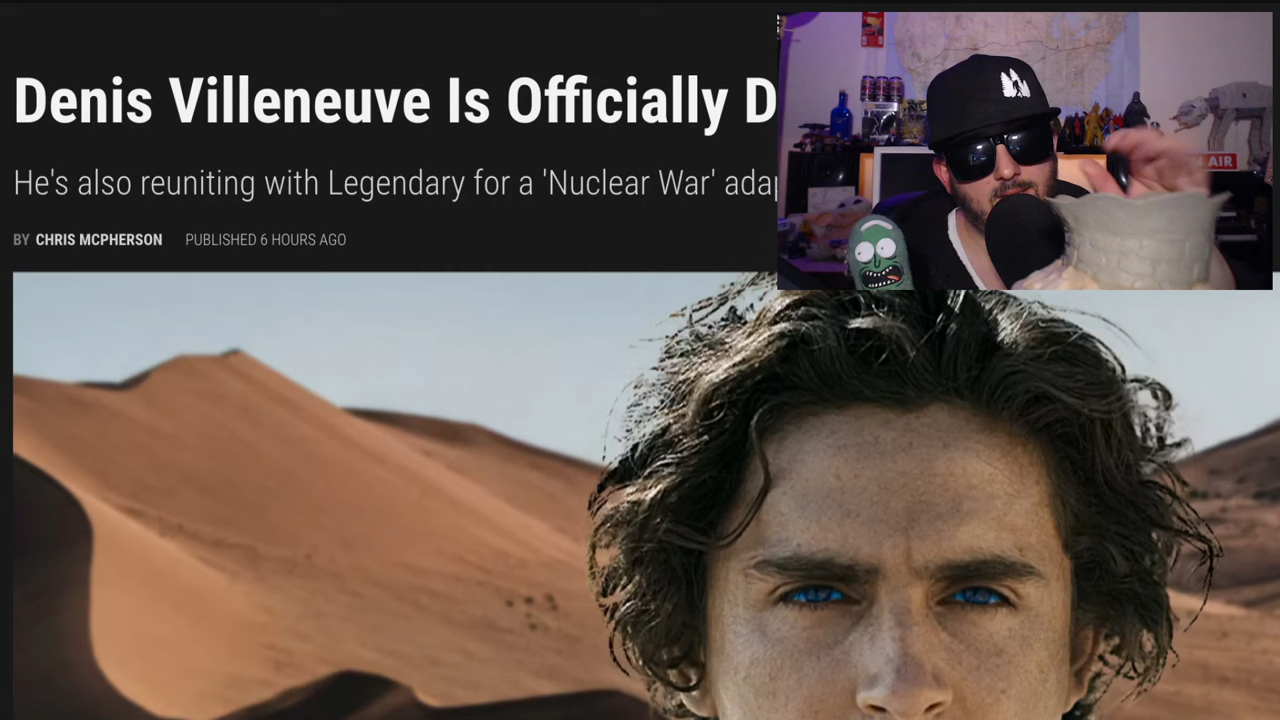 Denis Villeneuve Is Officially D
He's also reuniting with Legendary for a 'Nuclear War' adap
BY CHRIS MCPHERSON PUBLISHED 6 HOURS AGO
N AIR